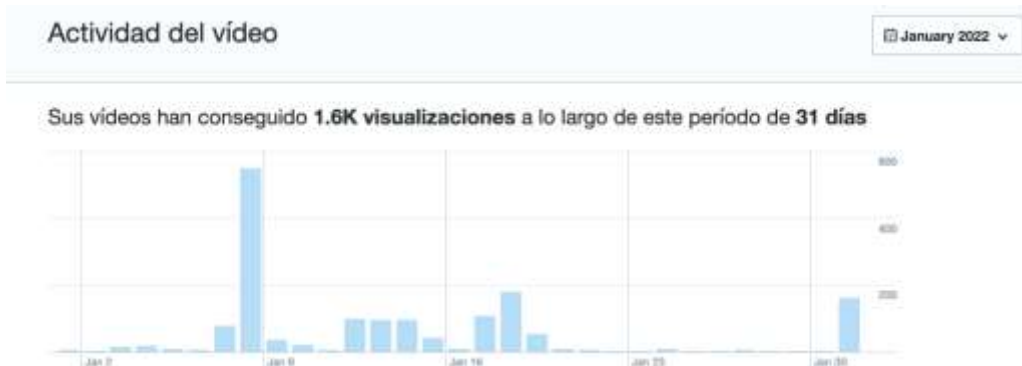 Actividad del vídeo
January 2022
Sus vídeos han conseguido 1.6K visualizaciones a lo largo de este período de 31 días
600
400
200
Jan 2
Jan 9
Jan 16
Jan 23
Jan 30